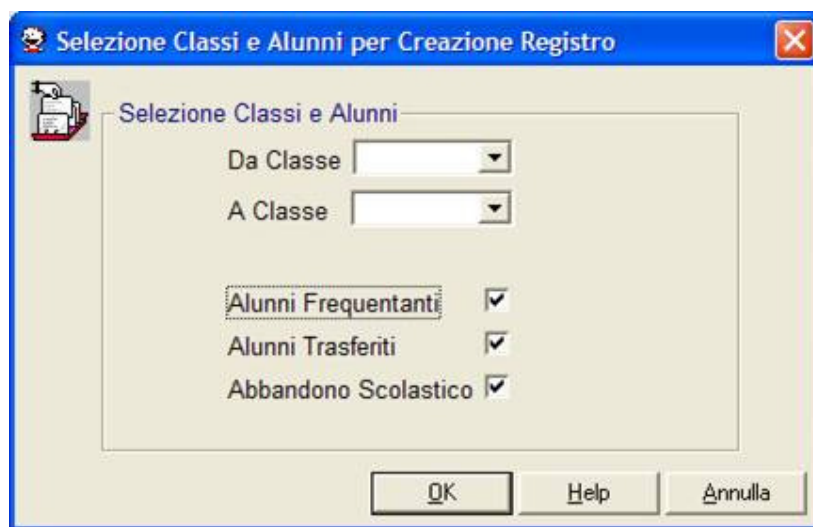 Selezione Classi e Alunni per Creazione Registro
Selezione Classi e Alunni
Da Classe
A Classe
Alunni Frequentanti
Alunni Trasferiti
Abbandono Scolastico
OK Help Annulla